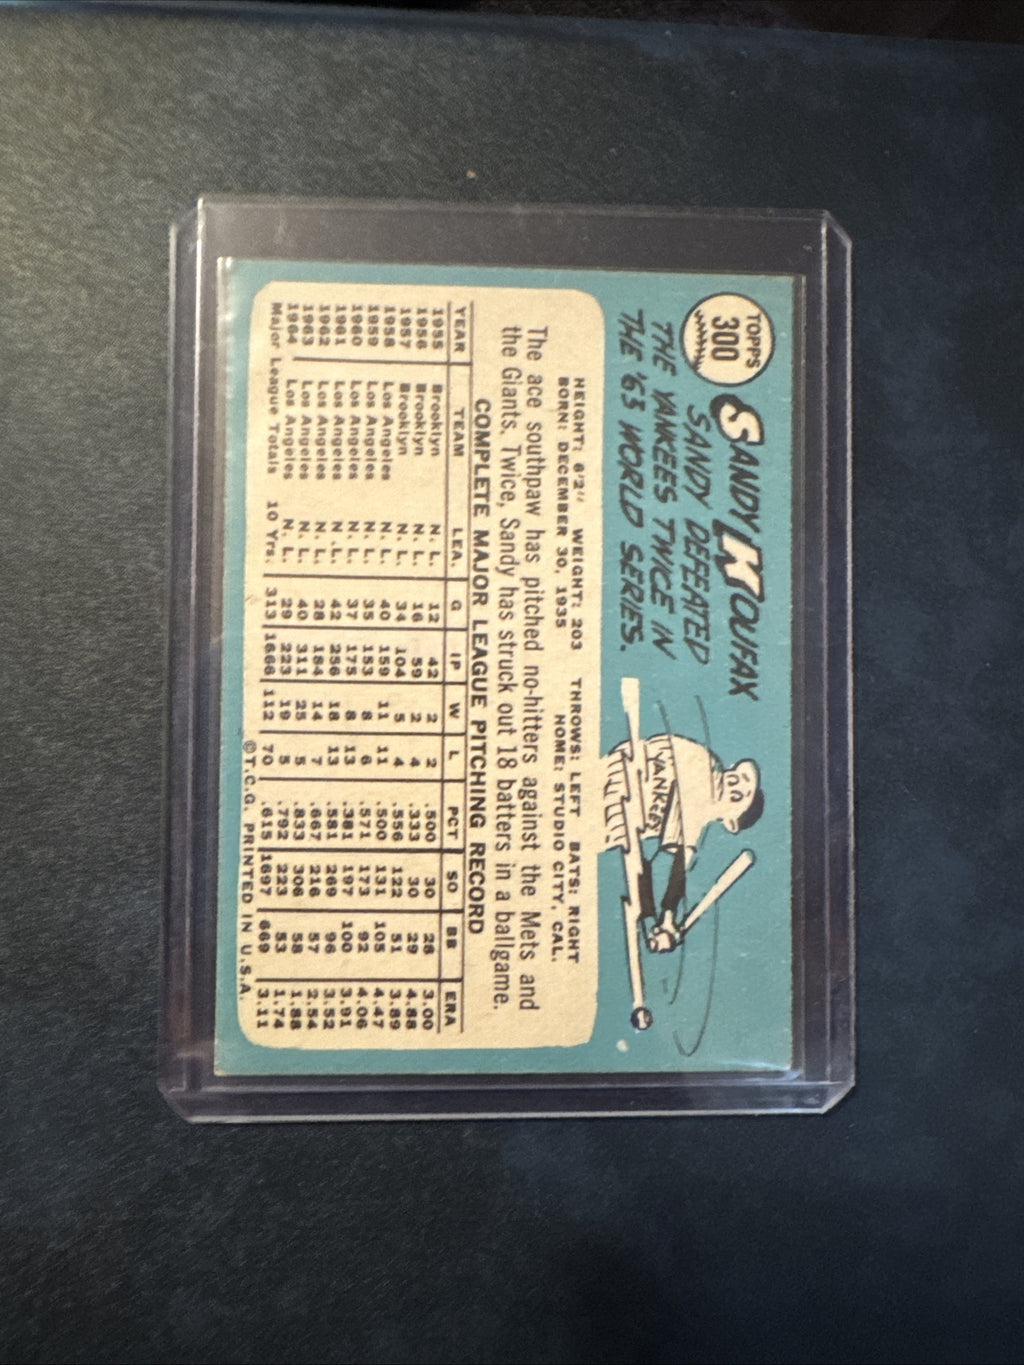 TOPPS
300
SANDY KOUFAX
SANDY DEFEATED
THE YANKEES TWICE IN
THE '63 WORLD SERIES.
YANKEES
HEIGHT: 6'2" WEIGHT: 203 THROWS: LEFT BATS: RIGHT
BORN: DECEMBER 30, 1935 HOME: STUDIO CITY, CAL.
The ace southpaw has pitched no-hitters against the Mets and
the Giants. Twice, Sandy has struck out 18 batters in a ballgame.
COMPLETE MAJOR LEAGUE PITCHING RECORD
YEAR TEAM LEA. G IP W L PCT SO BB ERA
1955 Brooklyn N. L. 12 42 2 2 .500 30 28 3.00
1956 Brooklyn N. L. 16 59 2 4 .333 30 29 4.88
1957 Brooklyn N. L. 34 104 5 4 .556 122 51 3.89
1958 Los Angeles N. L. 40 159 11 11 .500 131 105 4.47
1959 Los Angeles N. L. 35 153 8 6 .571 173 92 4.06
1960 Los Angeles N. L. 37 175 8 13 .381 197 100 3.91
1961 Los Angeles N. L. 42 256 18 13 .581 269 96 3.52
1962 Los Angeles N. L. 28 184 14 7 .667 216 57 2.54
1963 Los Angeles N. L. 40 311 25 5 .833 306 58 1.88
1964 Los Angeles N. L. 29 223 19 5 .792 223 53 1.74
Major League Totals 10 Yrs. 313 1666 112 70 .615 1697 669 3.11
©T.C.G. PRINTED IN U.S.A.